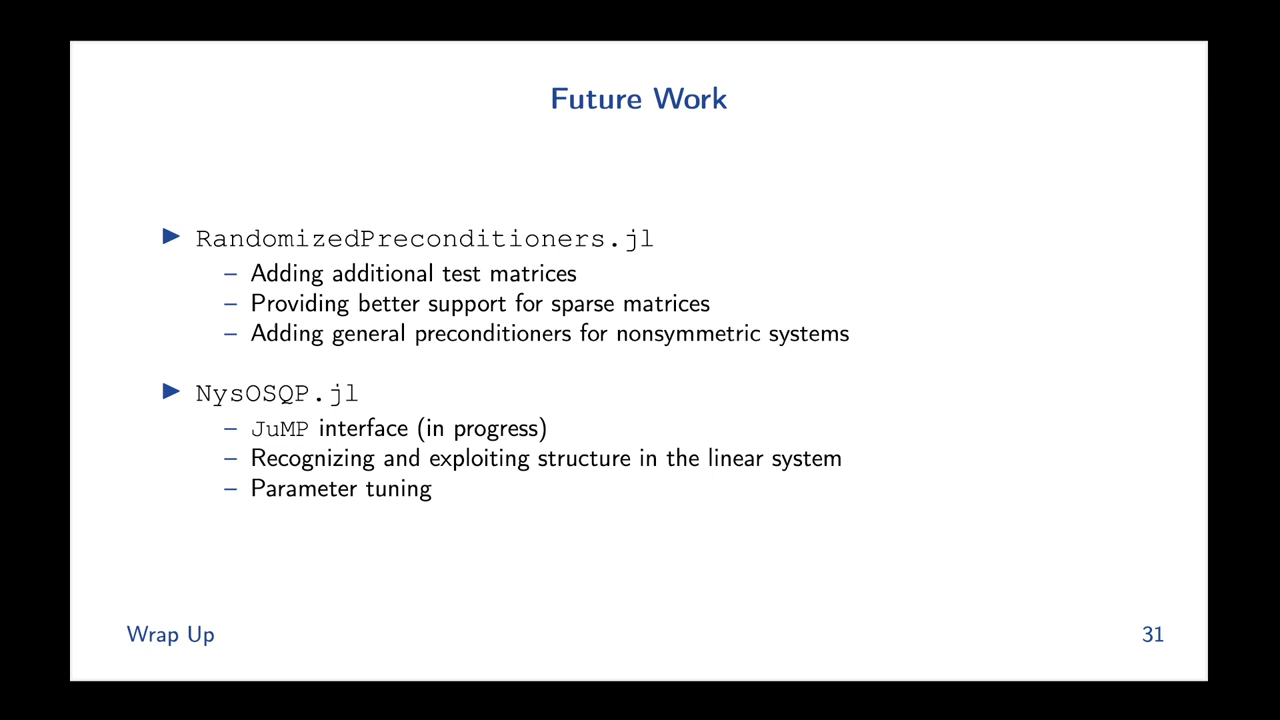 Future Work
▶ RandomizedPreconditioners.jl
– Adding additional test matrices
– Providing better support for sparse matrices
– Adding general preconditioners for nonsymmetric systems
▶ NysOSQP.jl
– JuMP interface (in progress)
– Recognizing and exploiting structure in the linear system
– Parameter tuning
Wrap Up 31